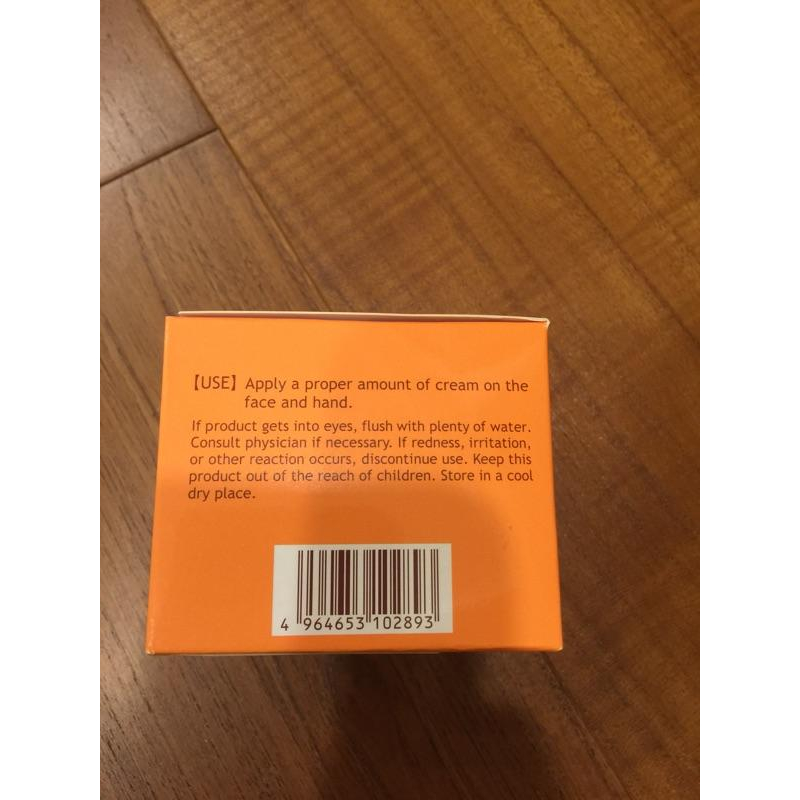 【USE】 Apply a proper amount of cream on the
face and hand.
If product gets into eyes, flush with plenty of water.
Consult physician if necessary. If redness, irritation,
or other reaction occurs, discontinue use. Keep this
product out of the reach of children. Store in a cool
dry place.
4 964653 102893